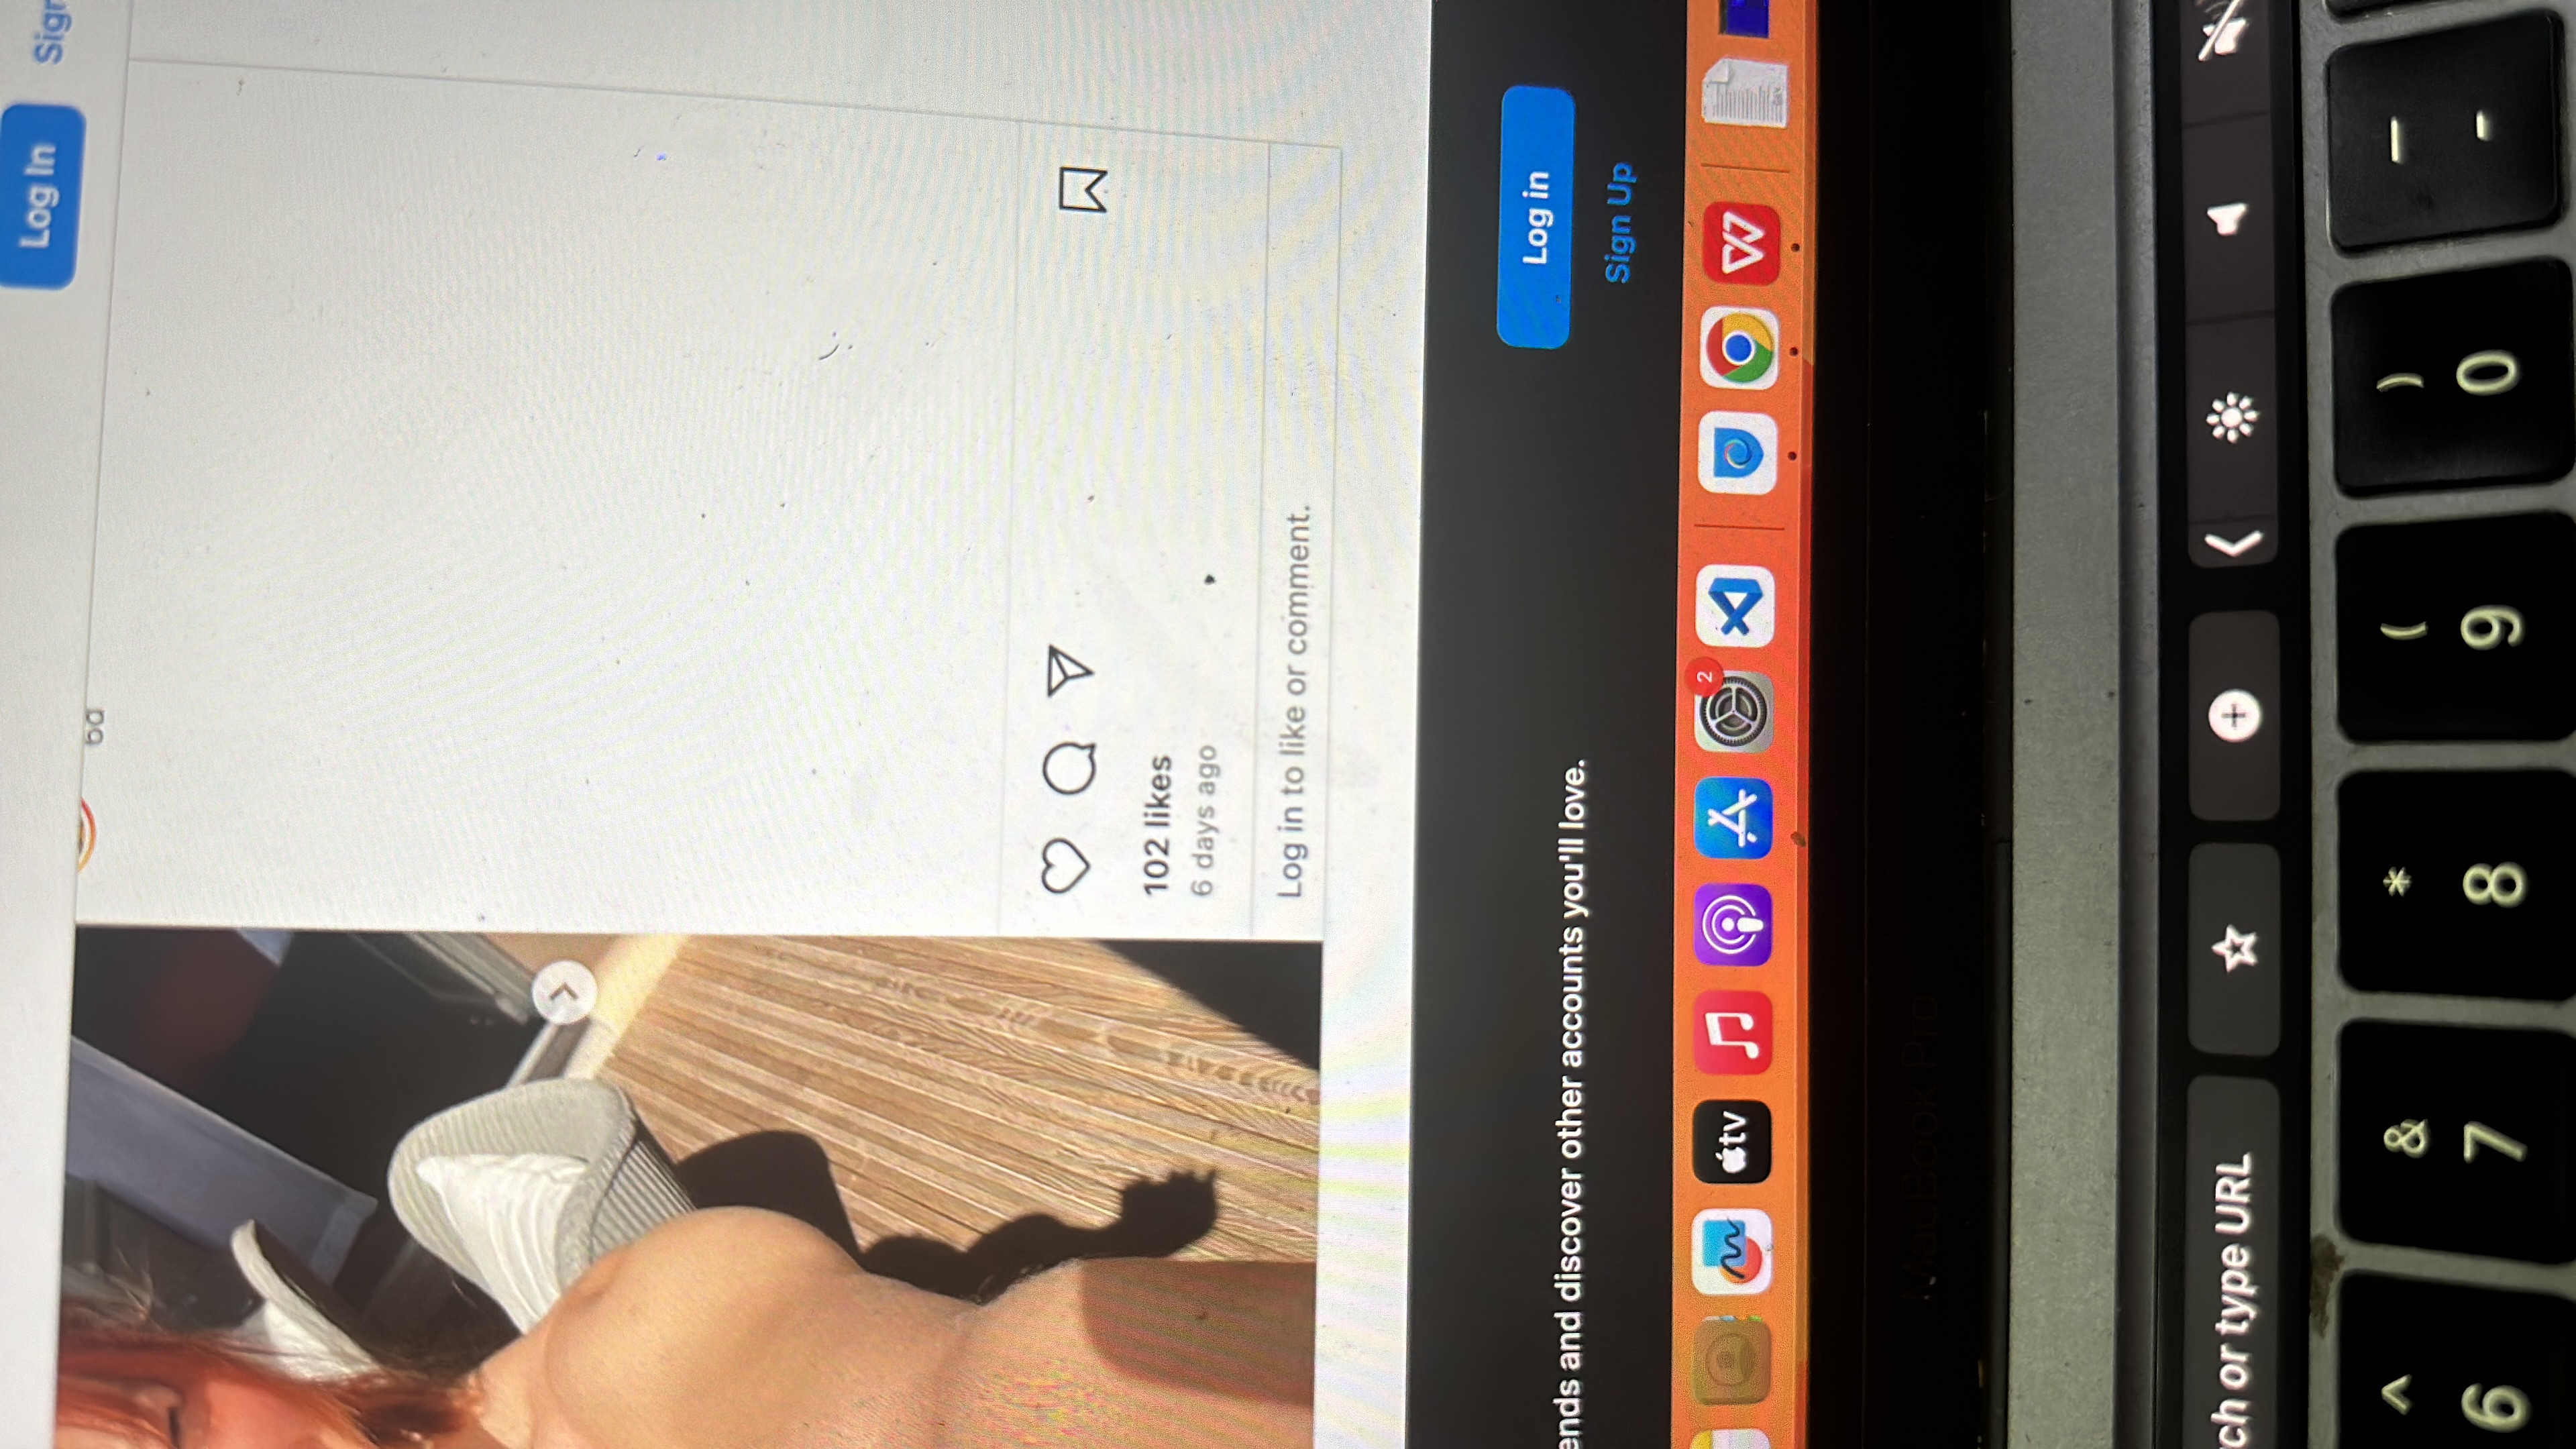 Log In
Sign
6d
102 likes
6 days ago
Log in to like or comment.
ends and discover other accounts you'll love.
Log in
Sign Up
2
tv
MacBook Pro
ch or type URL
^
6
&
7
*
8
(
9
)
0